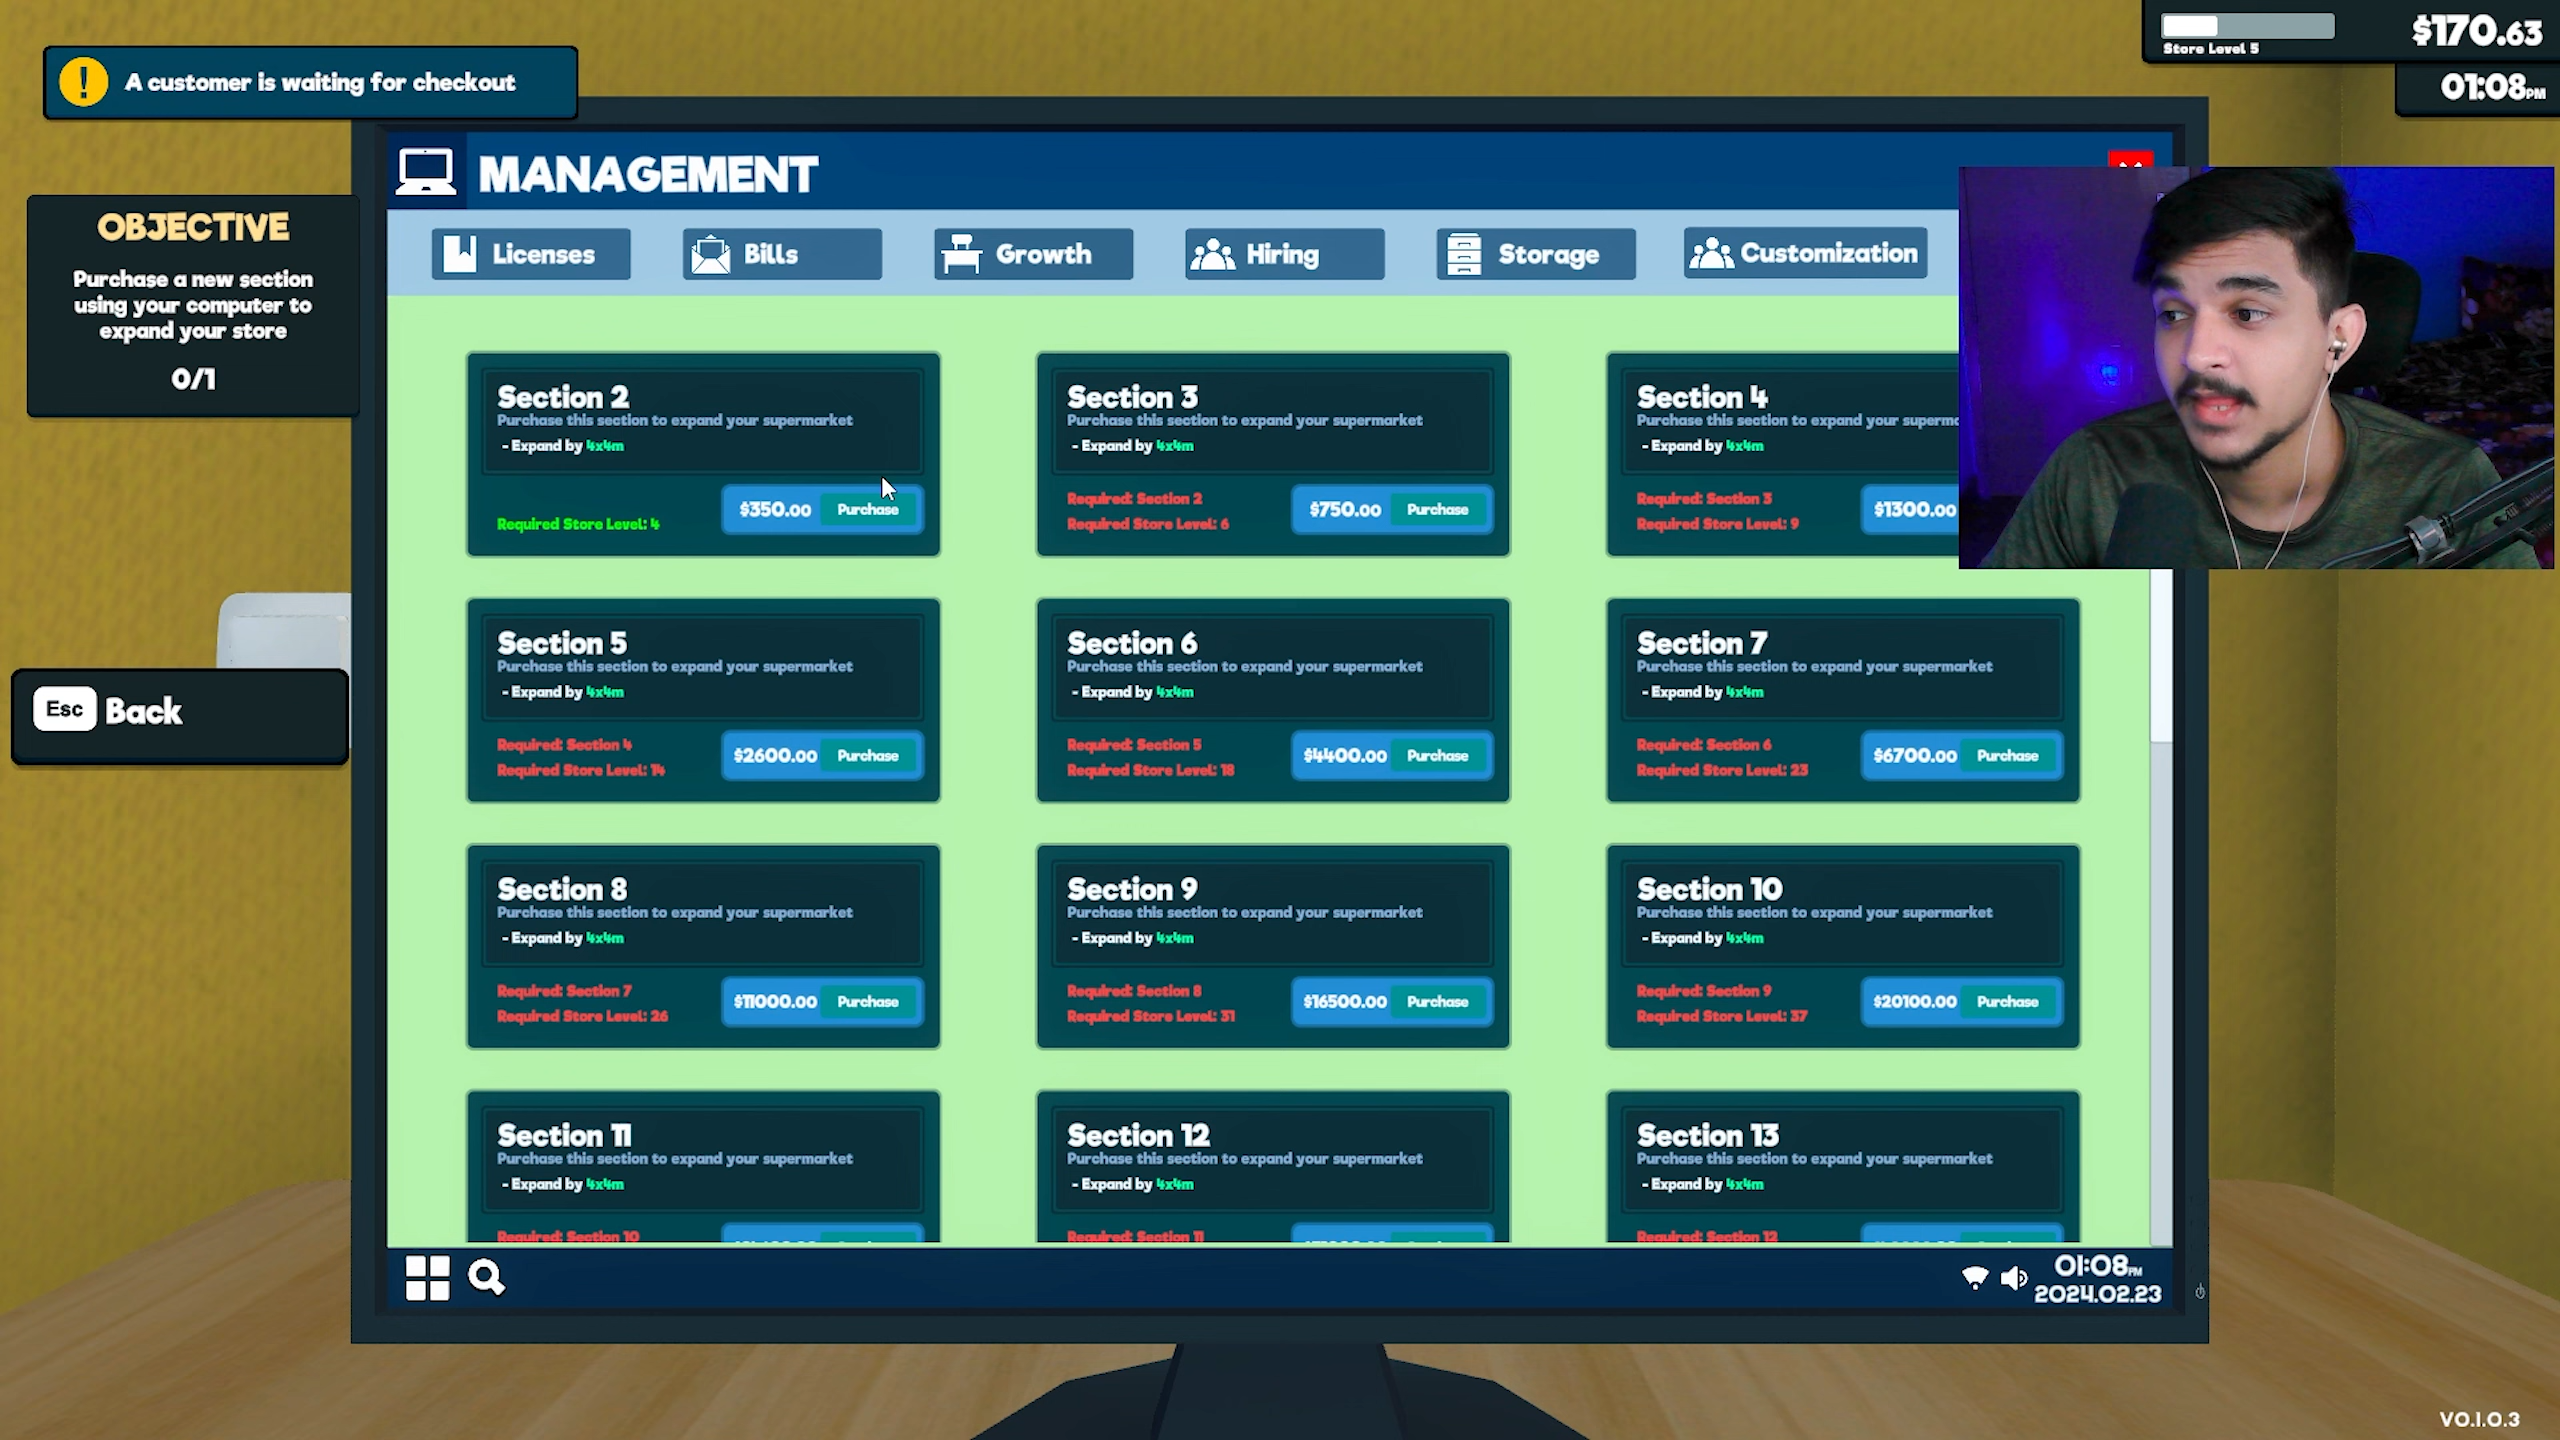 A customer is waiting for checkout
Store Level 5
$170.63
01:08PM
OBJECTIVE
Purchase a new section
using your computer to
expand your store
0/1
Esc Back
MANAGEMENT
Licenses Bills Growth Hiring Storage Customization
Section 2
Purchase this section to expand your supermarket
- Expand by 4x4m
Required Store Level: 4
$350.00 Purchase
Section 3
Purchase this section to expand your supermarket
- Expand by 4x4m
Required: Section 2
Required Store Level: 6
$750.00 Purchase
Section 4
Purchase this section to expand your
- Expand by 4x4m
Required: Section 3
Required Store Level: 9
$1300.00
Section 5
Purchase this section to expand your supermarket
- Expand by 4x4m
Required: Section 4
Required Store Level: 14
$2600.00 Purchase
Section 6
Purchase this section to expand your supermarket
- Expand by 4x4m
Required: Section 5
Required Store Level: 18
$4400.00 Purchase
Section 7
Purchase this section to expand your supermarket
- Expand by 4x4m
Required: Section 6
Required Store Level: 23
$6700.00 Purchase
Section 8
Purchase this section to expand your supermarket
- Expand by 4x4m
Required: Section 7
Required Store Level: 26
$11000.00 Purchase
Section 9
Purchase this section to expand your supermarket
- Expand by 4x4m
Required: Section 8
Required Store Level: 31
$16500.00 Purchase
Section 10
Purchase this section to expand your supermarket
- Expand by 4x4m
Required: Section 9
Required Store Level: 37
$20100.00 Purchase
Section 11
Purchase this section to expand your supermarket
- Expand by 4x4m
Required: Section 10
Section 12
Purchase this section to expand your supermarket
- Expand by 4x4m
Required: Section 11
Section 13
Purchase this section to expand your supermarket
- Expand by 4x4m
Required: Section 12
01:08PM
2024.02.23
V0.1.0.3